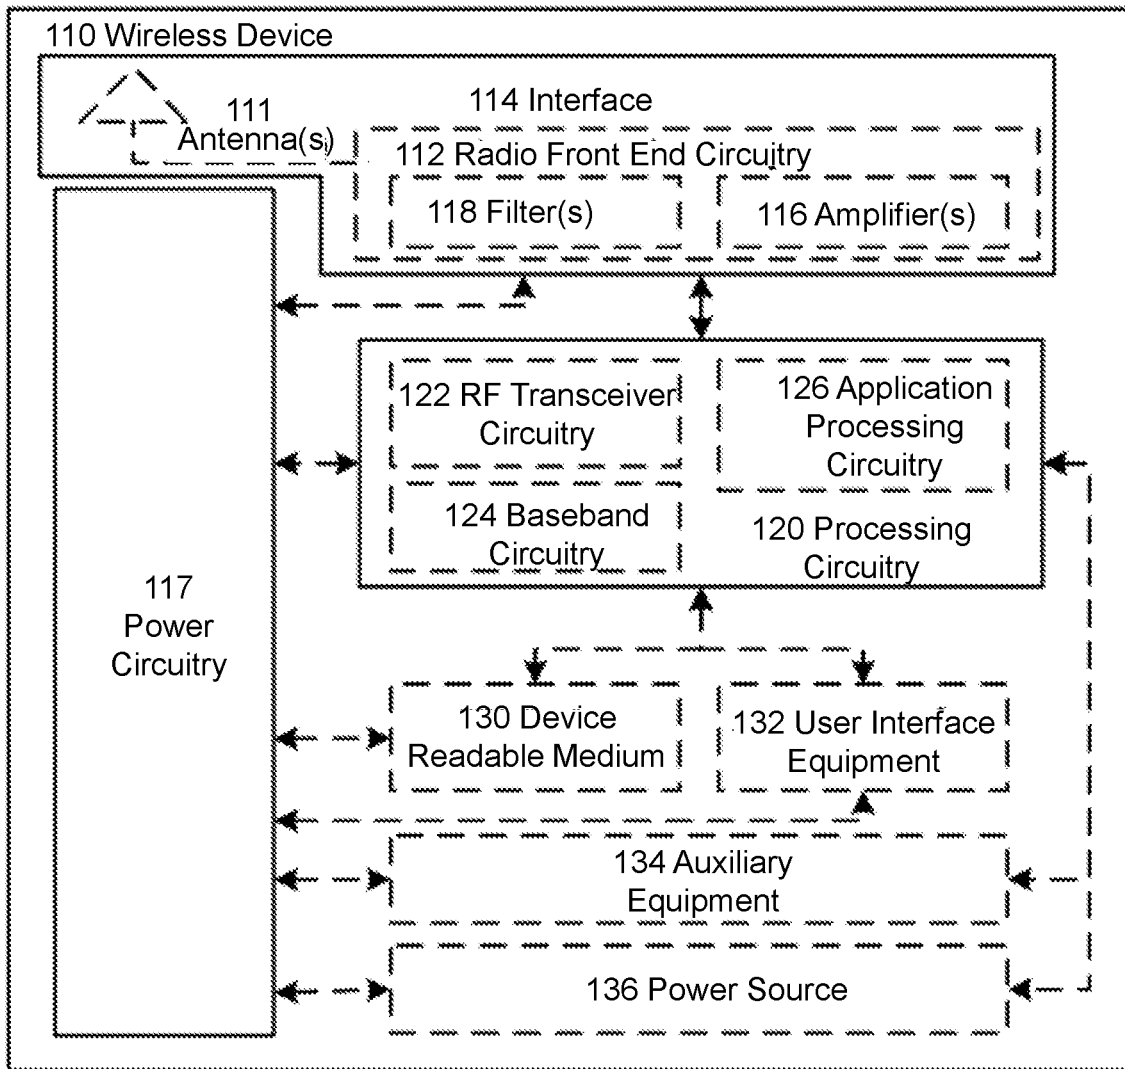 110 Wireless Device
111
Antenna(s)
114 Interface
112 Radio Front End Circuitry
118 Filter(s)
116 Amplifier(s)
122 RF Transceiver
Circuitry
126 Application
Processing
Circuitry
124 Baseband
Circuitry
120 Processing
Circuitry
117
Power
Circuitry
130 Device
Readable Medium
132 User Interface
Equipment
134 Auxiliary
Equipment
136 Power Source